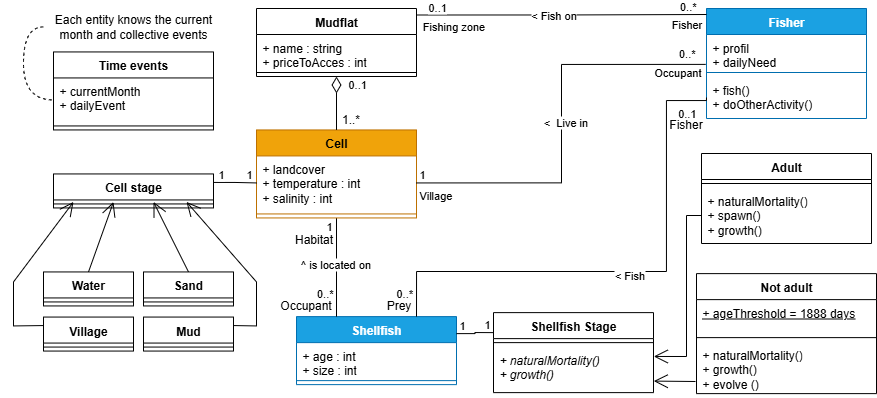 Each entity knows the current
month and collective events
Time events
+ currentMonth
+ dailyEvent
Mudflat
+ name : string
+ priceToAcces : int
0..1
Fishing zone
< Fish on
0..*
Fisher
Fisher
+ profil
+ dailyNeed
+ fish()
+ doOtherActivity()
0..*
Occupant
0..1
Fisher
0..1
1..*
< Live in
Cell
+ landcover
+ temperature : int
+ salinity : int
1
1
1
Village
Cell stage
Water
Sand
Village
Mud
1
Habitat
^ is located on
0..*
Occupant
0..*
Prey
< Fish
Shellfish
+ age : int
+ size : int
1
1
Shellfish Stage
+ naturalMortality()
+ growth()
Adult
+ naturalMortality()
+ spawn()
+ growth()
Not adult
+ ageThreshold = 1888 days
+ naturalMortality()
+ growth()
+ evolve ()